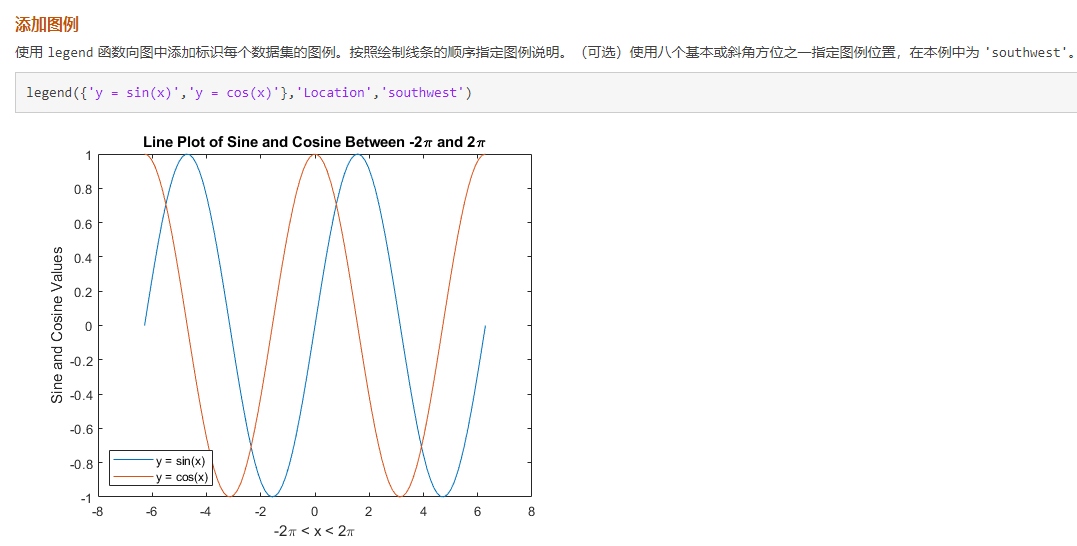 添加图例
使用 legend 函数向图中添加标识每个数据集的图例。按照绘制线条的顺序指定图例说明。（可选）使用八个基本或斜角方位之一指定图例位置，在本例中为 'southwest'。
legend({'y = sin(x)','y = cos(x)'},'Location','southwest')
Line Plot of Sine and Cosine Between -2π and 2π
1
0.8
0.6
0.4
0.2
0
-0.2
-0.4
-0.6
-0.8
-1
Sine and Cosine Values
y = sin(x)
y = cos(x)
-8 -6 -4 -2 0 2 4 6 8
-2π < x < 2π